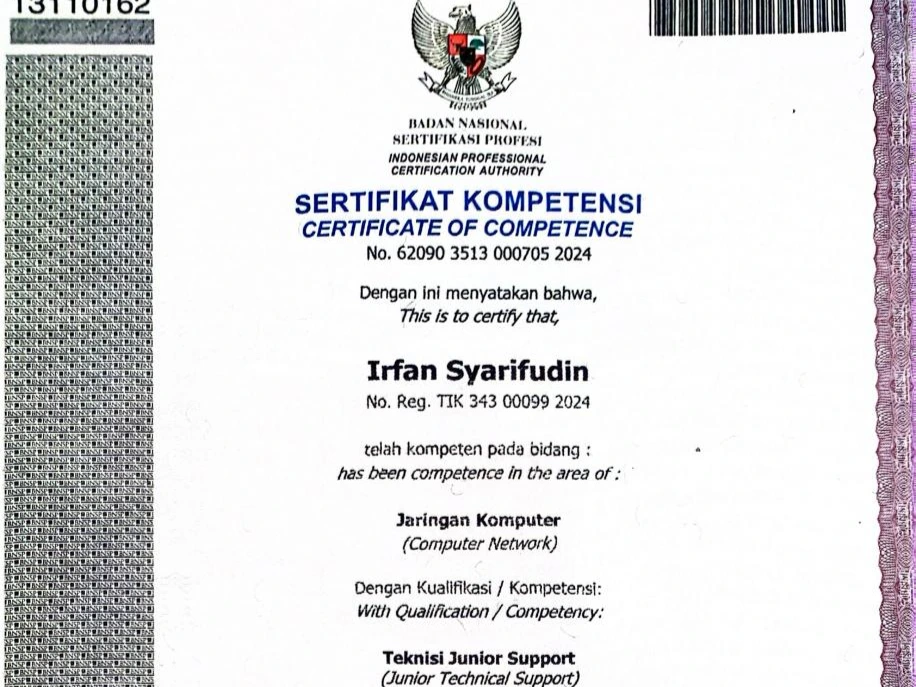 13110162
BADAN NASIONAL
SERTIFIKASI PROFESI
INDONESIAN PROFESSIONAL
CERTIFICATION AUTHORITY
SERTIFIKAT KOMPETENSI
CERTIFICATE OF COMPETENCE
No. 62090 3513 000705 2024
Dengan ini menyatakan bahwa,
This is to certify that,
Irfan Syarifudin
No. Reg. TIK 343 00099 2024
telah kompeten pada bidang :
has been competence in the area of :
Jaringan Komputer
(Computer Network)
Dengan Kualifikasi / Kompetensi:
With Qualification / Competency:
Teknisi Junior Support
(Junior Technical Support)